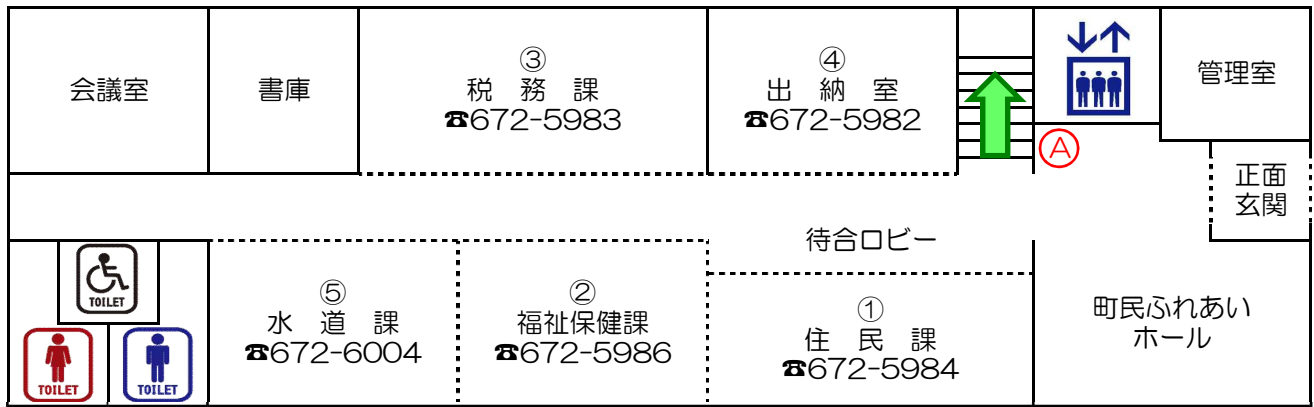 会議室
書庫
③
税　務　課
☎672-5983
④
出　納　室
☎672-5982
管理室
Ⓐ
正面
玄関
待合ロビー
TOILET
TOILET
TOILET
⑤
水　道　課
☎672-6004
②
福祉保健課
☎672-5986
①
住　民　課
☎672-5984
町民ふれあい
ホール